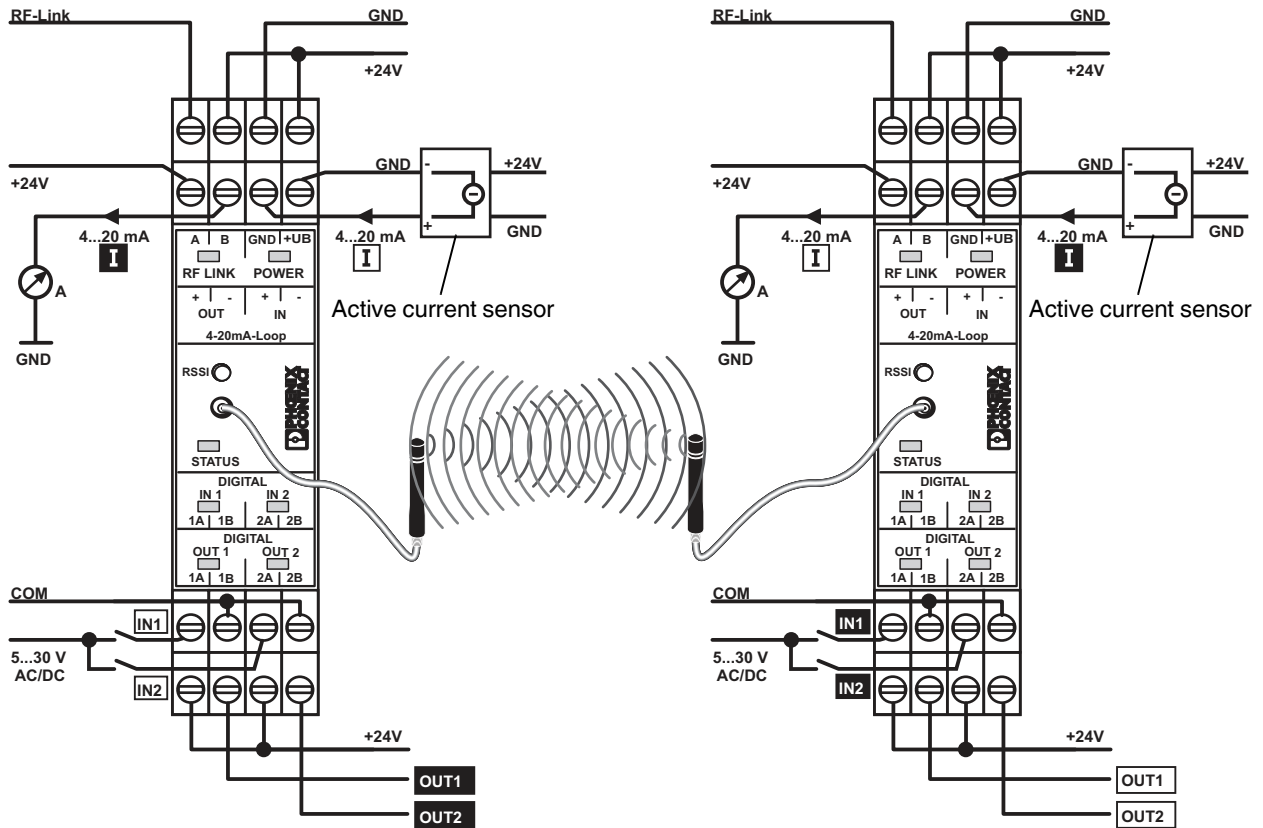 RF-Link
GND
+24V
+24V
GND
-
+
+24V
GND
4...20 mA
I
A
GND
4...20 mA
I
Active current sensor
A B GND +UB
RF LINK POWER
+ - + -
OUT IN
4-20mA-Loop
RSSI
PHŒNIX
CONTACT
STATUS
DIGITAL
IN 1 IN 2
1A 1B 2A 2B
DIGITAL
OUT 1 OUT 2
1A 1B 2A 2B
COM
IN1
5...30 V
AC/DC
IN2
+24V
OUT1
OUT2
RF-Link
GND
+24V
+24V
GND
-
+
+24V
GND
4...20 mA
I
A
GND
4...20 mA
I
Active current sensor
A B GND +UB
RF LINK POWER
+ - + -
OUT IN
4-20mA-Loop
RSSI
PHŒNIX
CONTACT
STATUS
DIGITAL
IN 1 IN 2
1A 1B 2A 2B
DIGITAL
OUT 1 OUT 2
1A 1B 2A 2B
COM
IN1
5...30 V
AC/DC
IN2
+24V
OUT1
OUT2